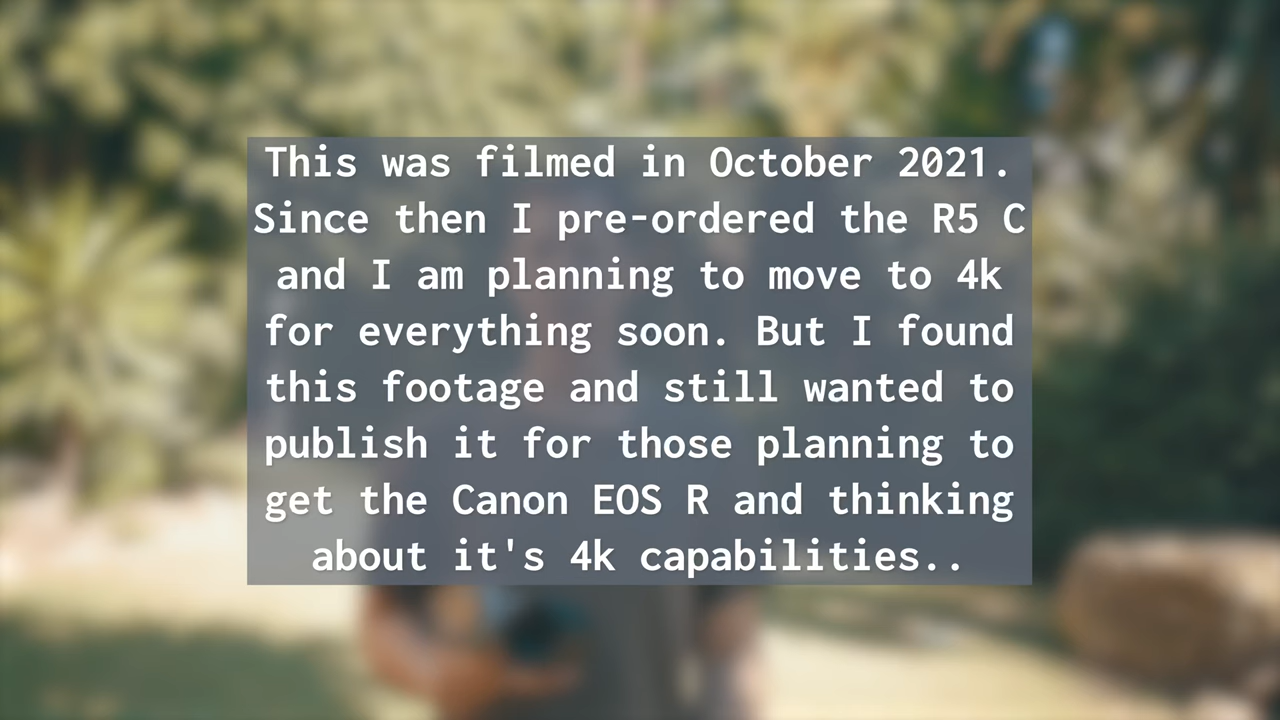 This was filmed in October 2021.
Since then I pre-ordered the R5 C
and I am planning to move to 4k
for everything soon. But I found
this footage and still wanted to
publish it for those planning to
get the Canon EOS R and thinking
about it's 4k capabilities..